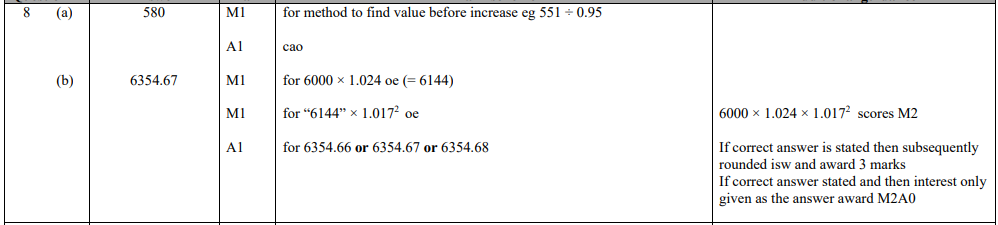 8 (a) 580 M1 for method to find value before increase eg 551 ÷ 0.95
A1 cao
(b) 6354.67 M1 for 6000 × 1.024 oe (= 6144)
M1 for “6144” × 1.017² oe 6000 × 1.024 × 1.017² scores M2
A1 for 6354.66 or 6354.67 or 6354.68 If correct answer is stated then subsequently
rounded isw and award 3 marks
If correct answer stated and then interest only
given as the answer award M2A0